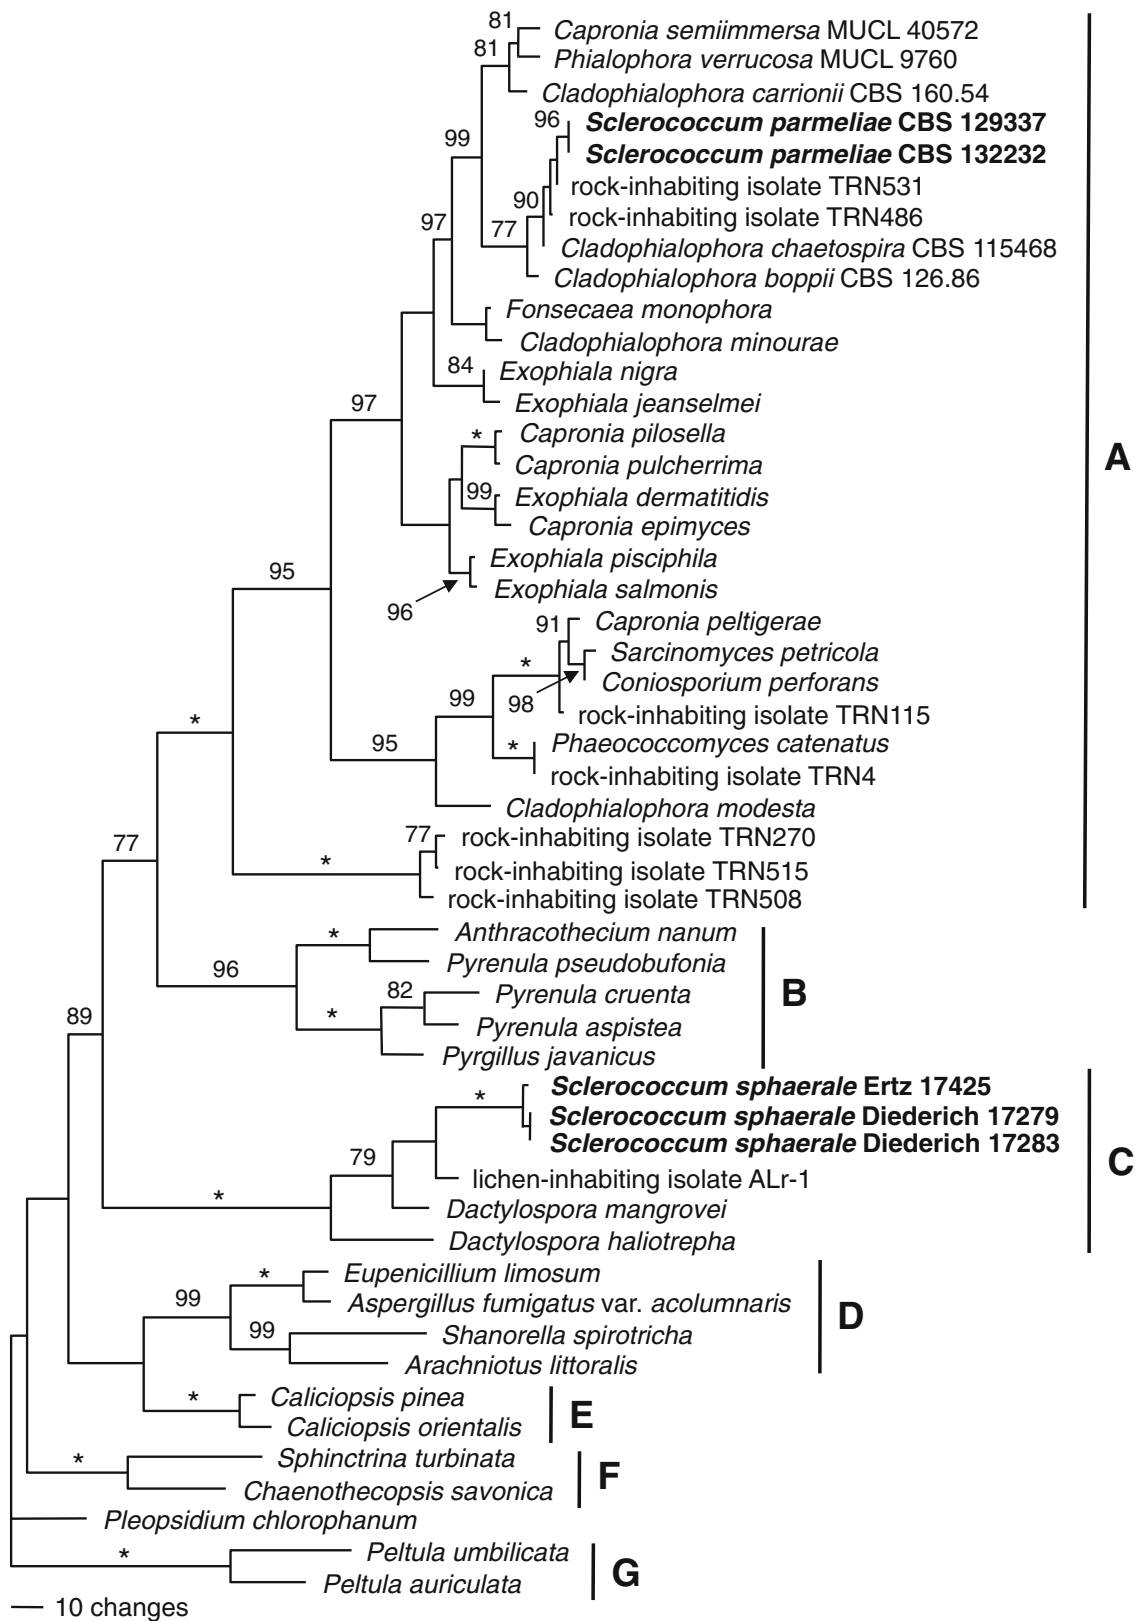 81 Capronia semiimmersa MUCL 40572
81 Phialophora verrucosa MUCL 9760
Cladophialophora carrionii CBS 160.54
96 Sclerococcum parmeliae CBS 129337
99 Sclerococcum parmeliae CBS 132232
rock-inhabiting isolate TRN531
90 rock-inhabiting isolate TRN486
97 77 Cladophialophora chaetospira CBS 115468
Cladophialophora boppii CBS 126.86
Fonsecaea monophora
Cladophialophora minourae
84 Exophiala nigra
97 Exophiala jeanselmei
* Capronia pilosella
A
Capronia pulcherrima
99 Exophiala dermatitidis
Capronia epimyces
Exophiala pisciphila
95 Exophiala salmonis
96
91 Capronia peltigerae
* Sarcinomyces petricola
Coniosporium perforans
99 98 rock-inhabiting isolate TRN115
* 95 * Phaeococcomyces catenatus
rock-inhabiting isolate TRN4
Cladophialophora modesta
77 77 rock-inhabiting isolate TRN270
* rock-inhabiting isolate TRN515
rock-inhabiting isolate TRN508
* Anthracothecium nanum
96 Pyrenula pseudobufonia
82 Pyrenula cruenta
B
89 * Pyrenula aspistea
Pyrgillus javanicus
* Sclerococcum sphaerale Ertz 17425
Sclerococcum sphaerale Diederich 17279
Sclerococcum sphaerale Diederich 17283
79
C
* lichen-inhabiting isolate ALr-1
Dactylospora mangrovei
Dactylospora haliotrepha
* Eupenicillium limosum
99 Aspergillus fumigatus var. acolumnaris
D
99 Shanorella spirotricha
Arachniotus littoralis
* Caliciopsis pinea
E
Caliciopsis orientalis
* Sphinctrina turbinata
F
Chaenothecopsis savonica
Pleopsidium chlorophanum
* Peltula umbilicata
G
Peltula auriculata
10 changes